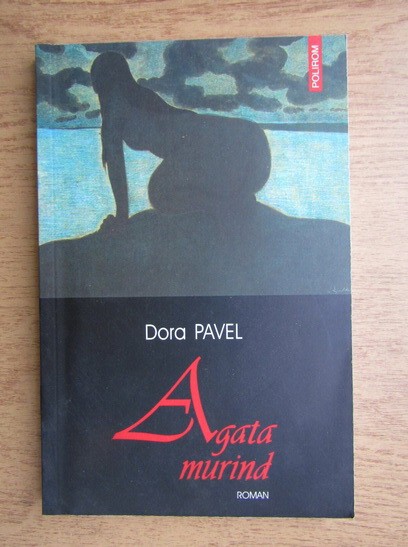 POLIROM
Dora PAVEL
Agata
murind
ROMAN